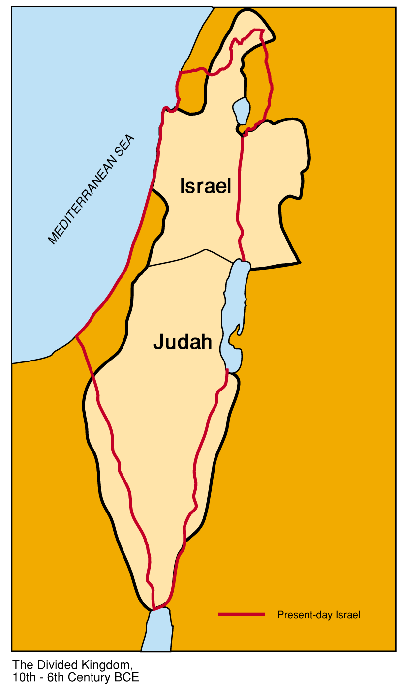 MEDITERRANEAN SEA
Israel
Judah
Present-day Israel
The Divided Kingdom,
10th - 6th Century BCE